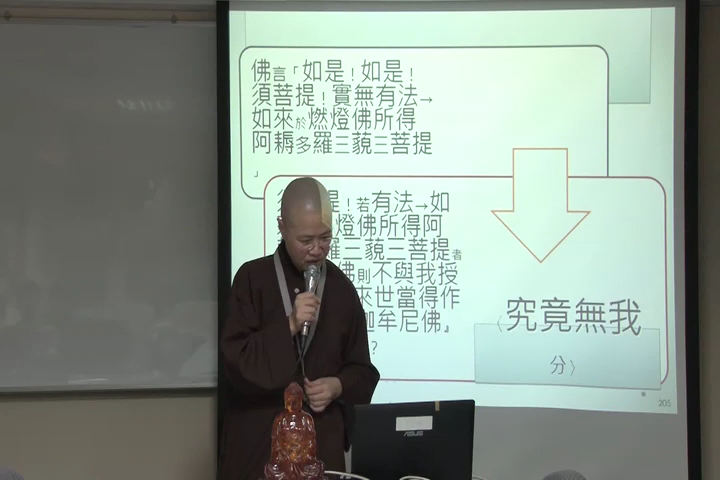 佛言「如是！如是！
須菩提！實無有法→
如來於燃燈佛所得
阿耨多羅三藐三菩提
」
是！若有法→如
燈佛所得阿
羅三藐三菩提者
佛則不與我授
來世當得作
迦牟尼佛』
？
〈究竟無我
分〉
205
ASUS